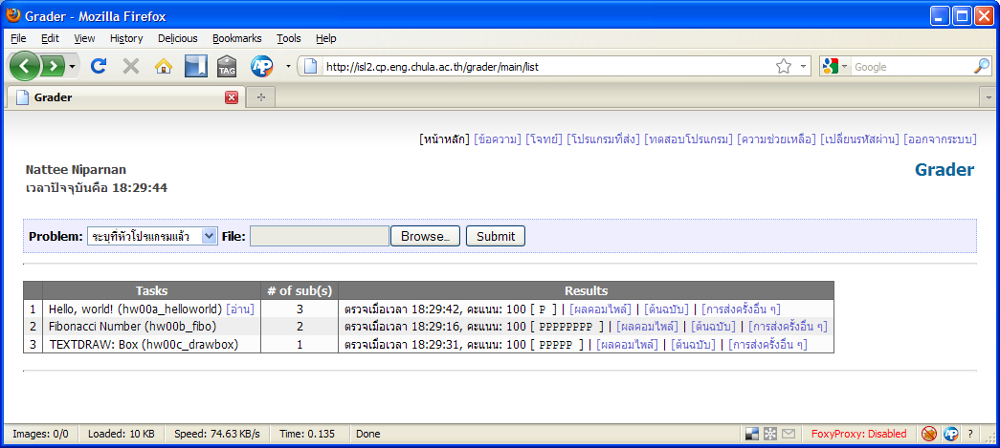 Grader - Mozilla Firefox
File Edit View History Delicious Bookmarks Tools Help
TAG http://isl2.cp.eng.chula.ac.th/grader/main/list Google
Grader
[หน้าหลัก] [ข้อความ] [โจทย์] [โปรแกรมที่ส่ง] [ทดสอบโปรแกรม] [ความช่วยเหลือ] [เปลี่ยนรหัสผ่าน] [ออกจากระบบ]
Nattee Niparnan Grader
เวลาปัจจุบันคือ 18:29:44
Problem: ระบุที่หัวโปรแกรมแล้ว File: Browse... Submit
Tasks # of sub(s) Results
1 Hello, world! (hw00a_helloworld) [อ่าน] 3 ตรวจเมื่อเวลา 18:29:42, คะแนน: 100 [ P ] | [ผลคอมไพล์] | [ต้นฉบับ] | [การส่งครั้งอื่น ๆ]
2 Fibonacci Number (hw00b_fibo) 2 ตรวจเมื่อเวลา 18:29:16, คะแนน: 100 [ PPPPPPPP ] | [ผลคอมไพล์] | [ต้นฉบับ] | [การส่งครั้งอื่น ๆ]
3 TEXTDRAW: Box (hw00c_drawbox) 1 ตรวจเมื่อเวลา 18:29:31, คะแนน: 100 [ PPPPP ] | [ผลคอมไพล์] | [ต้นฉบับ] | [การส่งครั้งอื่น ๆ]
Images: 0/0 Loaded: 10 KB Speed: 74.63 KB/s Time: 0.135 Done FoxyProxy: Disabled ?